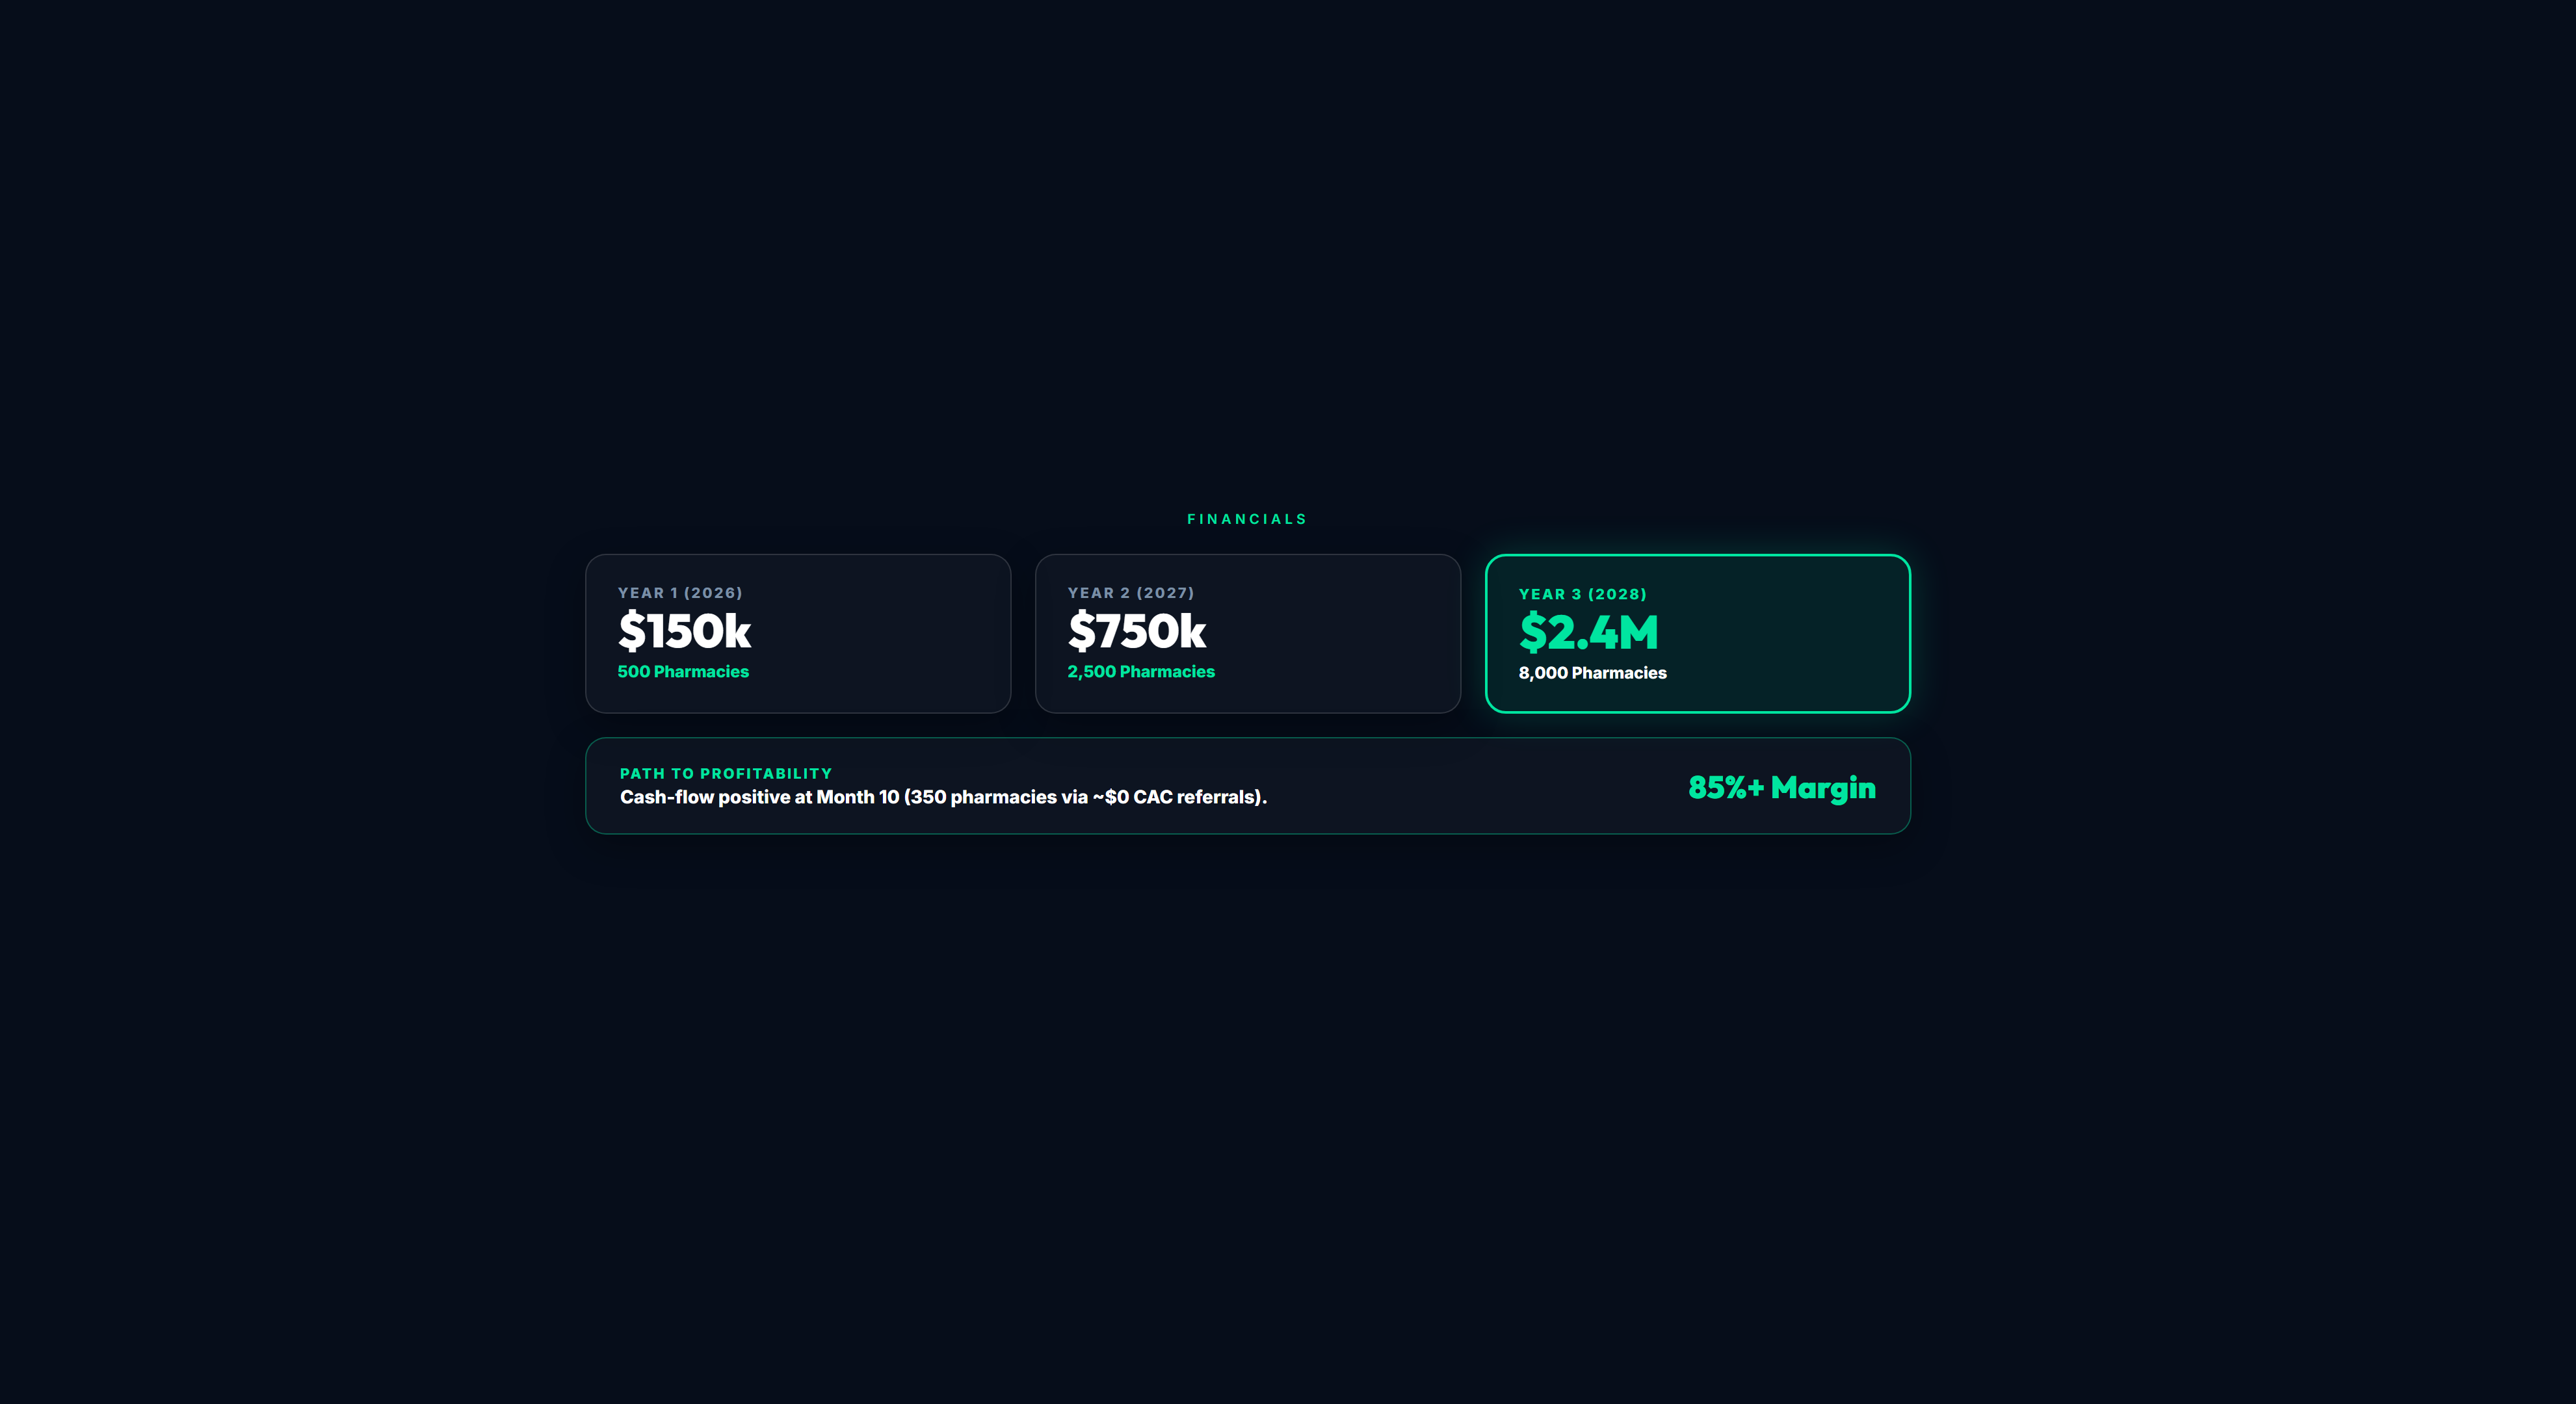 FINANCIALS
YEAR 1 (2026)
$150k
500 Pharmacies
YEAR 2 (2027)
$750k
2,500 Pharmacies
YEAR 3 (2028)
$2.4M
8,000 Pharmacies
PATH TO PROFITABILITY
Cash-flow positive at Month 10 (350 pharmacies via ~$0 CAC referrals).
85%+ Margin